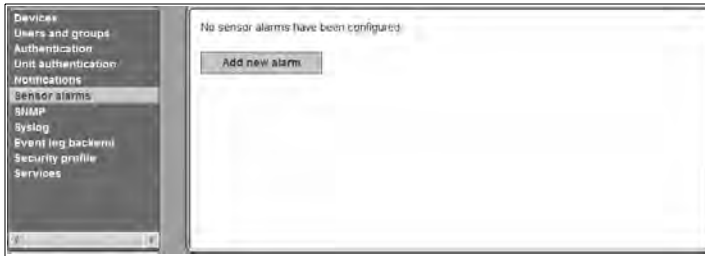 Devices
Users and groups
Authentication
Unit authentication
Notifications
Sensor alarms
SNMP
Syslog
Event log backend
Security profile
Services
No sensor alarms have been configured.
Add new alarm